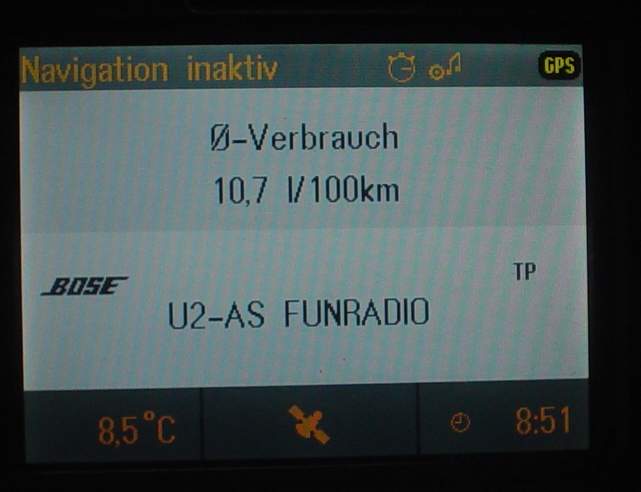 Navigation inaktiv GPS
Ø-Verbrauch
10,7 l/100km
BOSE TP
U2-AS FUNRADIO
8,5°C 8:51